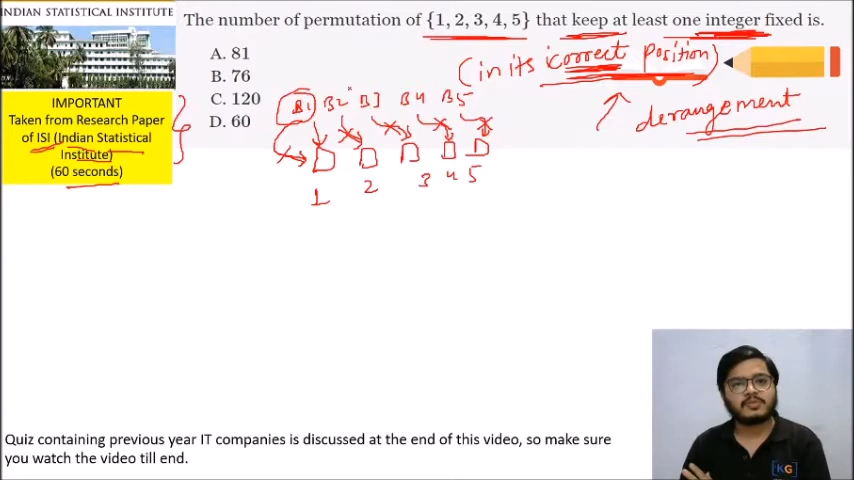 INDIAN STATISTICAL INSTITUTE
The number of permutation of {1, 2, 3, 4, 5} that keep at least one integer fixed is.
A. 81
B. 76
C. 120
D. 60
(in its correct position)
derangement
IMPORTANT
Taken from Research Paper
of ISI (Indian Statistical
Institute)
(60 seconds)
B1 B2 B3 B4 B5
1 2 3 4 5
Quiz containing previous year IT companies is discussed at the end of this video, so make sure
you watch the video till end.
KG